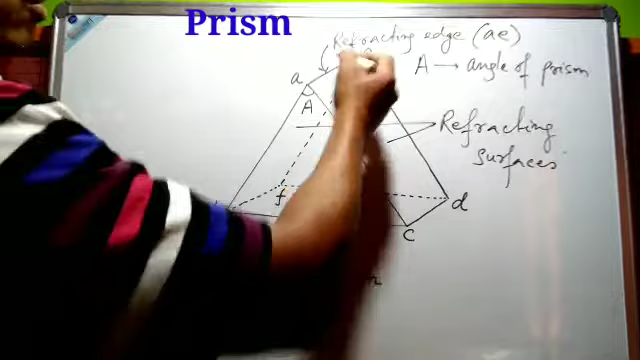 Prism
Refracting edge (ae)
A → angle of prism
a
A
Refracting
surfaces
f
d
c